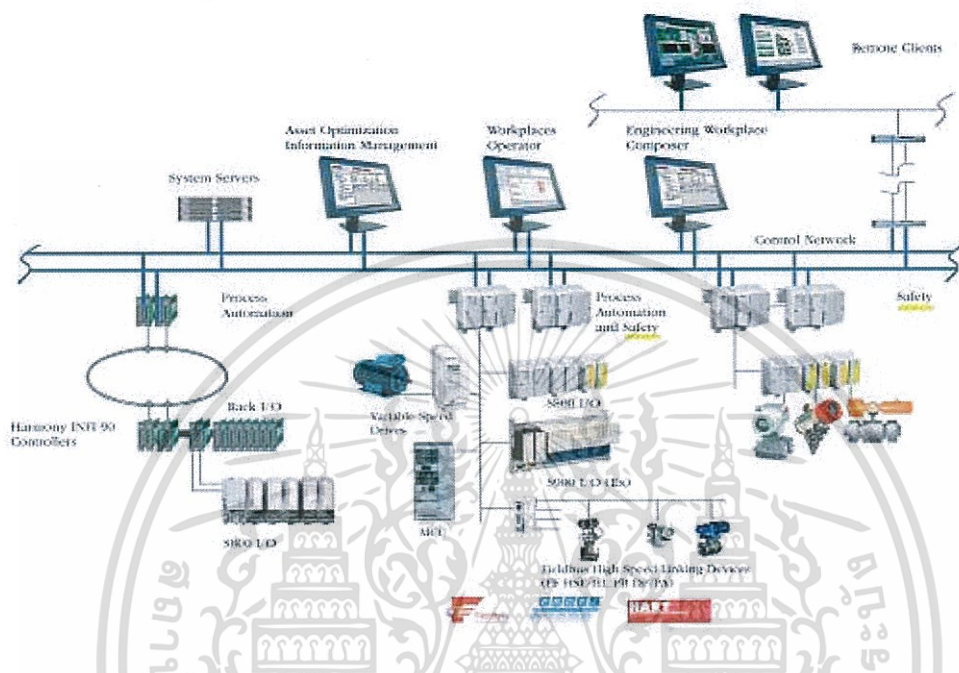 Remote Clients
Asset Optimization
Information Management
Workplaces
Operator
Engineering Workplace
Composer
System Servers
Control Network
Process
Automation
Process
Automation
and Safety
Safety
Harmony INFI 90
Controllers
Rack I/O
Variable Speed
Drives
S800 I/O
S900 I/O (Ex)
S800 I/O
MCC
Fieldbus High Speed Linking Devices
HART